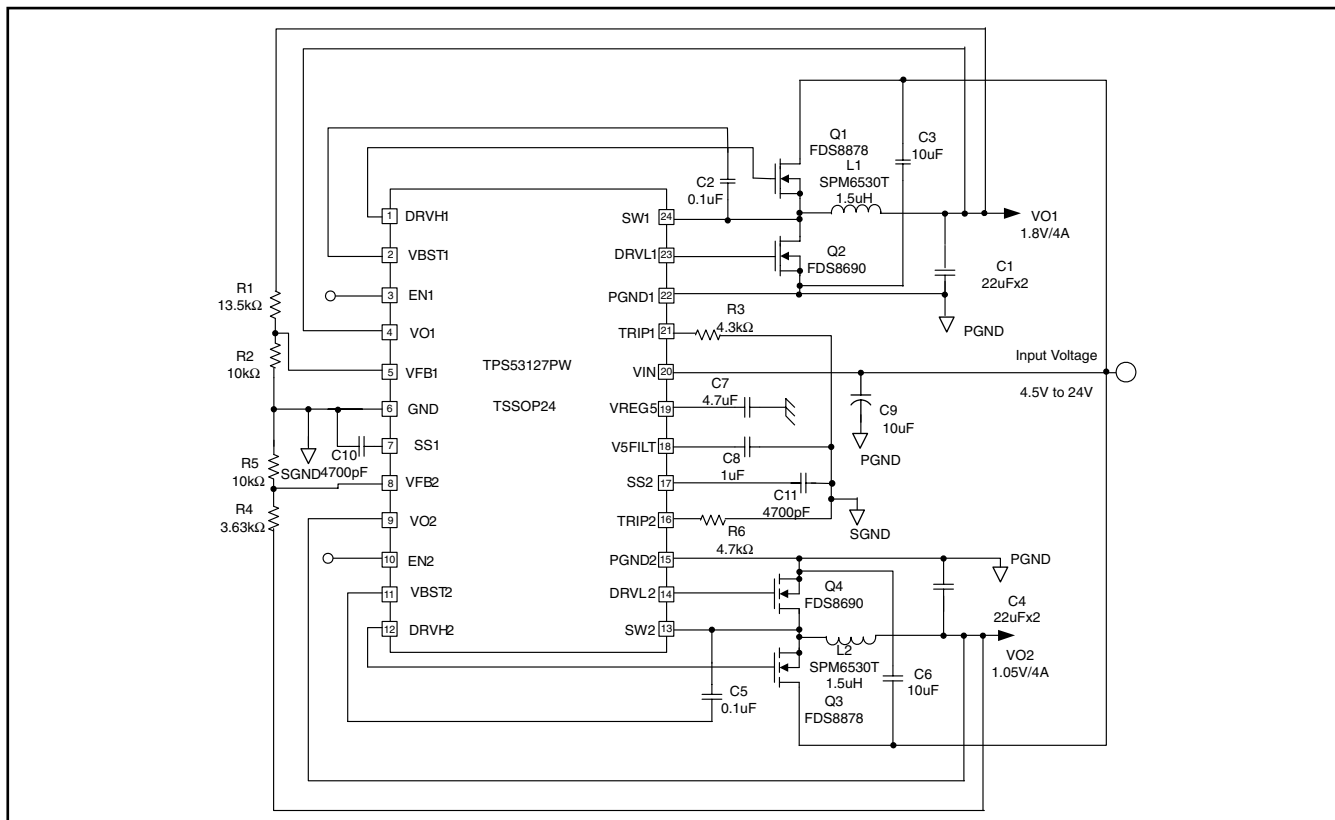 Q1
FDS8878
L1
SPM6530T
1.5uH
C3
10uF
C2
0.1uF
VO1
1.8V/4A
Q2
FDS8690
C1
22uFx2
PGND
1 DRVH1
2 VBST1
3 EN1
4 VO1
5 VFB1
6 GND
7 SS1
8 VFB2
9 VO2
10 EN2
11 VBST2
12 DRVH2
TPS53127PW
TSSOP24
SW1 24
DRVL1 23
PGND1 22
TRIP1 21
VIN 20
VREG5 19
V5FILT 18
SS2 17
TRIP2 16
PGND2 15
DRVL2 14
SW2 13
R1
13.5kΩ
R2
10kΩ
R5
10kΩ
R4
3.63kΩ
SGND
C10
4700pF
R3
4.3kΩ
Input Voltage
4.5V to 24V
C7
4.7uF
C9
10uF
PGND
C8
1uF
C11
4700pF
SGND
R6
4.7kΩ
PGND
Q4
FDS8690
C4
22uFx2
L2
SPM6530T
1.5uH
VO2
1.05V/4A
C6
10uF
Q3
FDS8878
C5
0.1uF